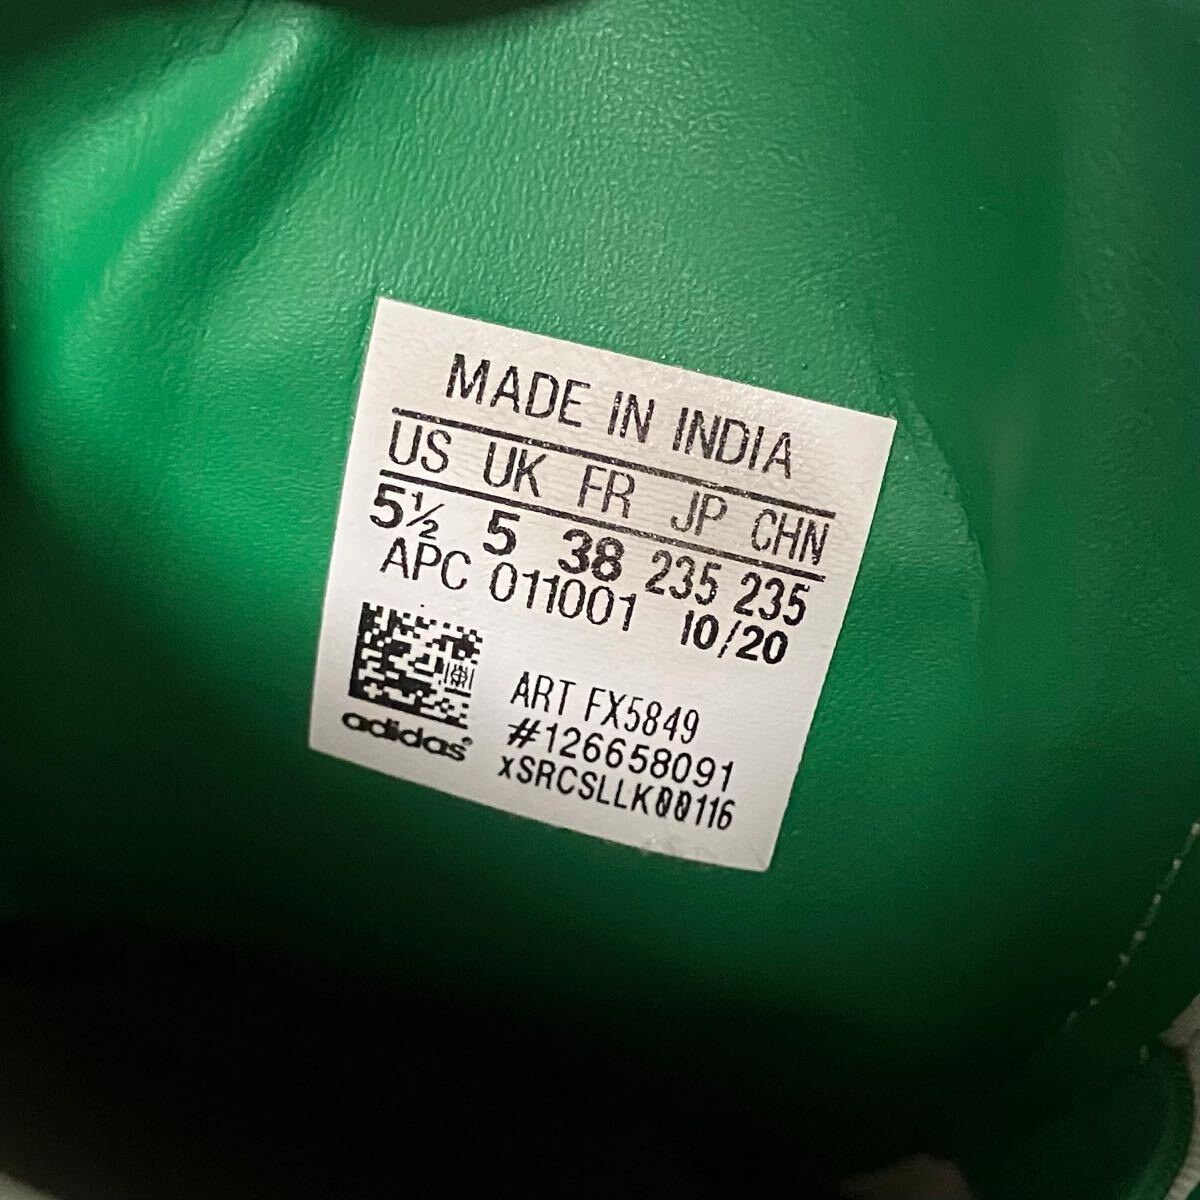 MADE IN INDIA
US UK FR JP CHN
5½ 5 38 235 235
APC 011001 10/20
ART FX5849
#126658091
xSRCSLLK00116
adidas